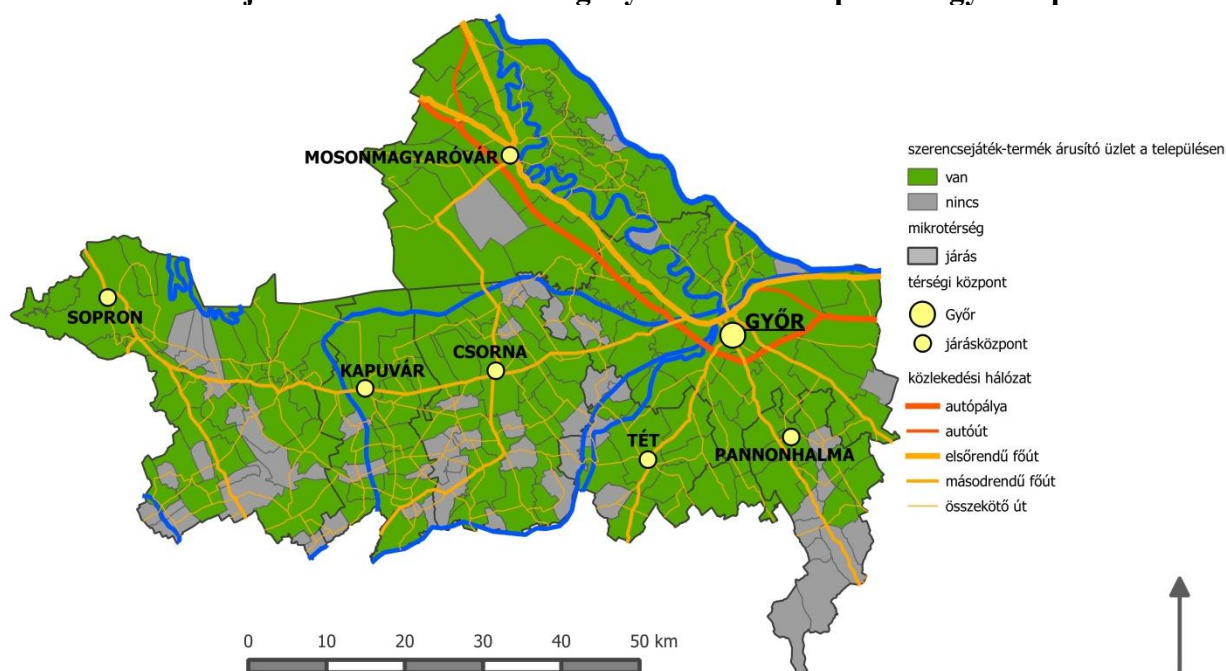 MOSONMAGYARÓVÁR
SOPRON
KAPUVÁR
CSORNA
GYŐR
TÉT
PANNONHALMA
szerencsejáték-termék árusító üzlet a településen
van
nincs
mikrotérség
járás
térségi központ
Győr
járásközpont
közlekedési hálózat
autópálya
autóút
elsőrendű főút
másodrendű főút
összekötő út
0 10 20 30 40 50 km